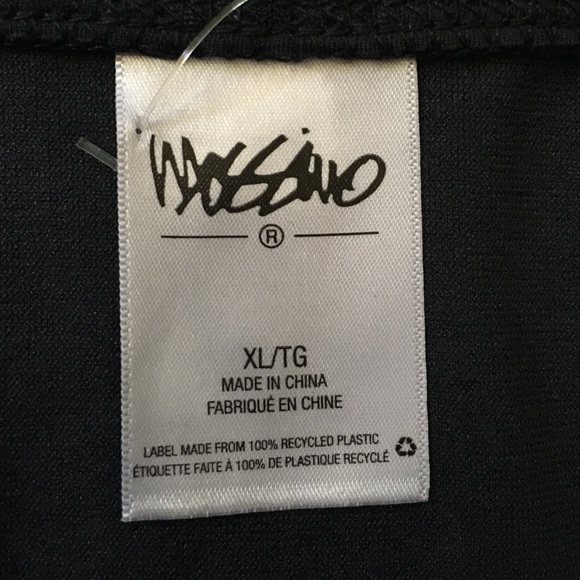 mossimo
®
XL/TG
MADE IN CHINA
FABRIQUÉ EN CHINE
LABEL MADE FROM 100% RECYCLED PLASTIC
ÉTIQUETTE FAITE À 100% DE PLASTIQUE RECYCLÉ